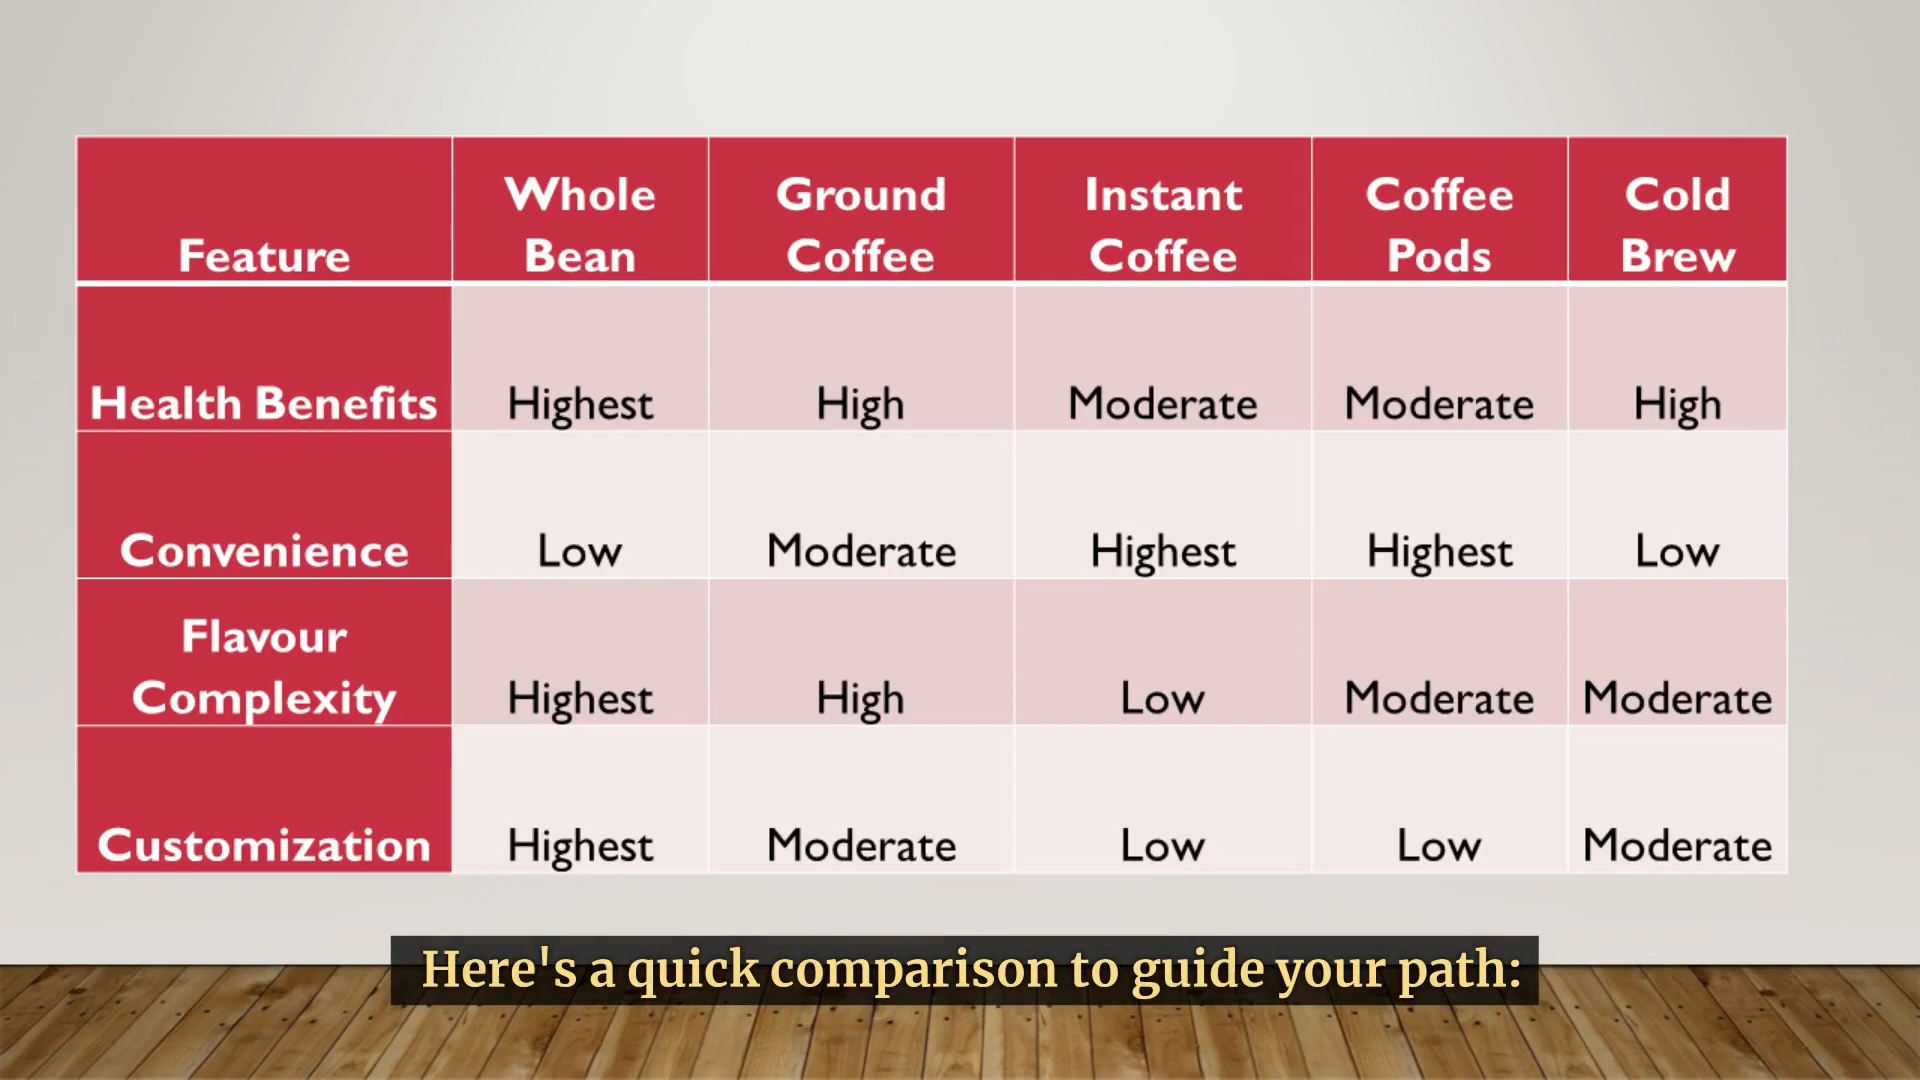 Feature Whole Bean Ground Coffee Instant Coffee Coffee Pods Cold Brew
Health Benefits Highest High Moderate Moderate High
Convenience Low Moderate Highest Highest Low
Flavour Complexity Highest High Low Moderate Moderate
Customization Highest Moderate Low Low Moderate
Here's a quick comparison to guide your path: